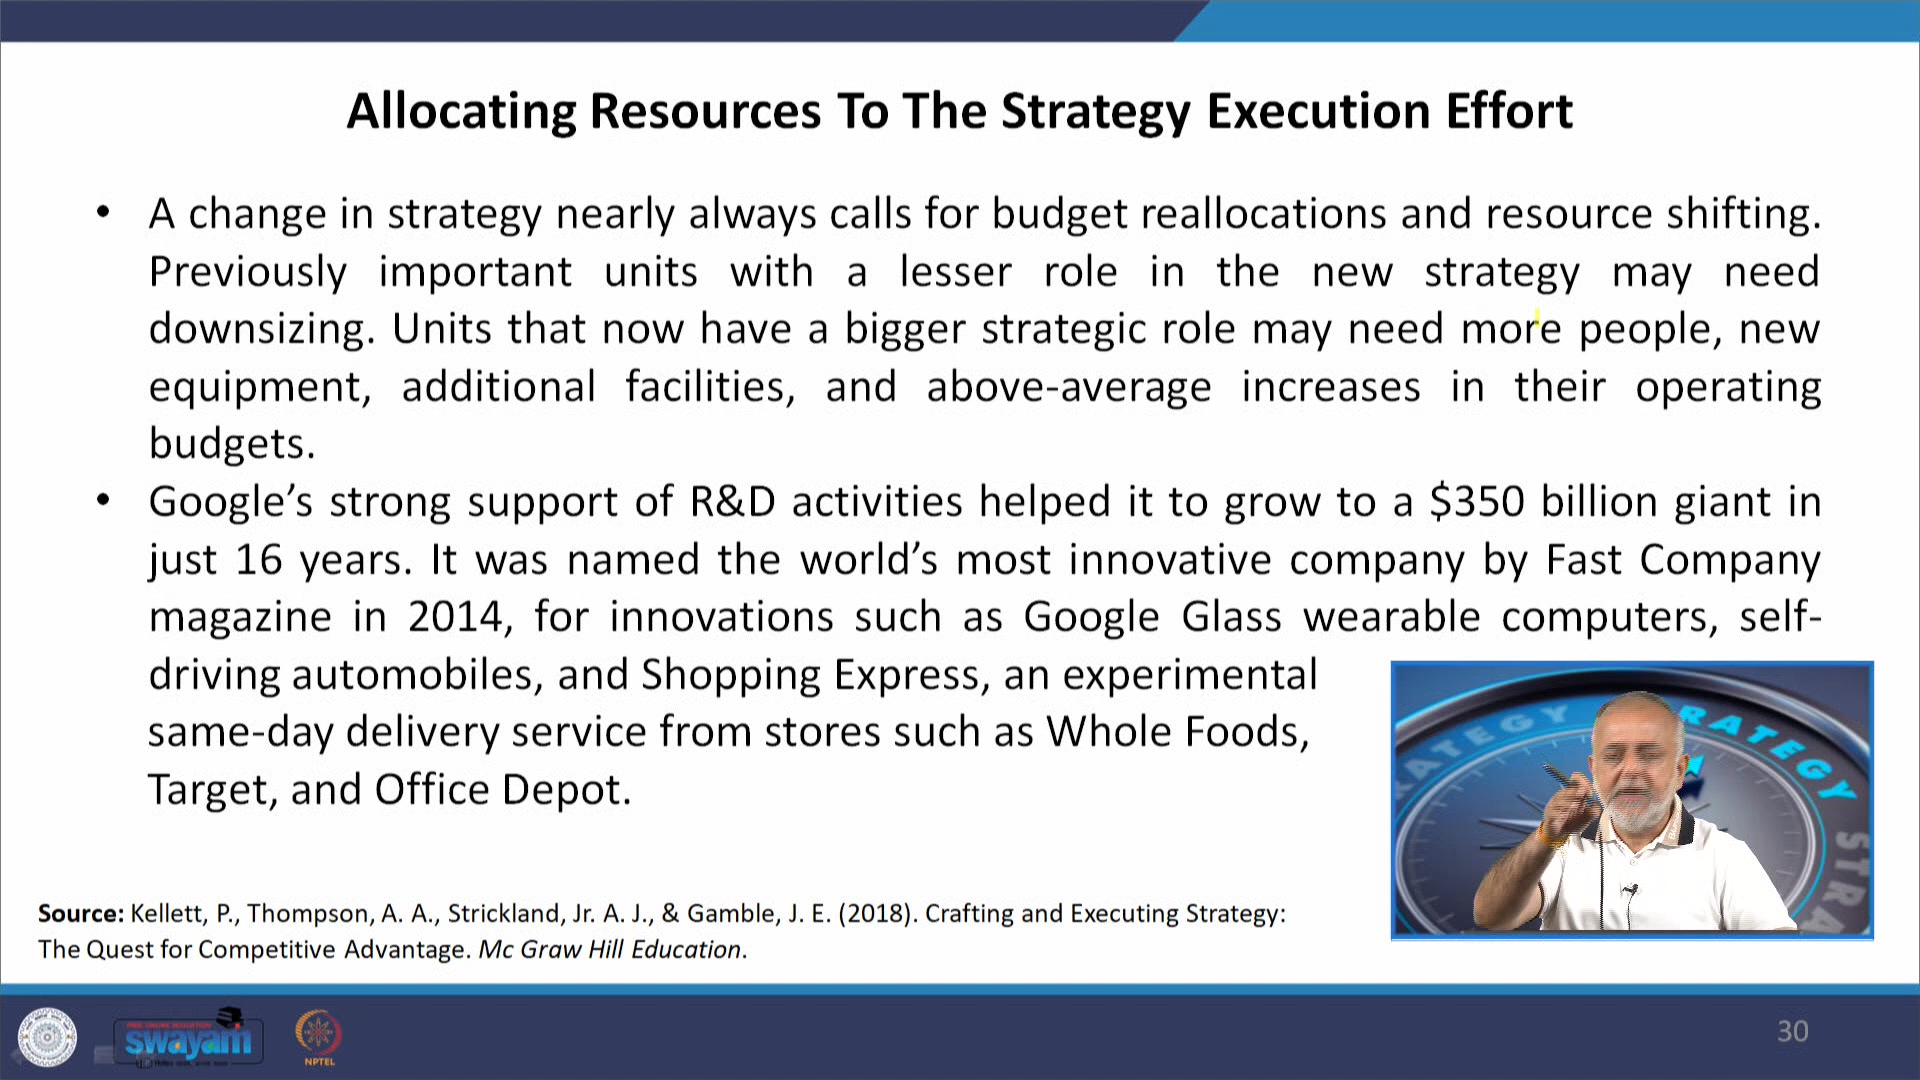 Allocating Resources To The Strategy Execution Effort
• A change in strategy nearly always calls for budget reallocations and resource shifting.
Previously important units with a lesser role in the new strategy may need
downsizing. Units that now have a bigger strategic role may need more people, new
equipment, additional facilities, and above-average increases in their operating
budgets.
• Google’s strong support of R&D activities helped it to grow to a $350 billion giant in
just 16 years. It was named the world’s most innovative company by Fast Company
magazine in 2014, for innovations such as Google Glass wearable computers, self-
driving automobiles, and Shopping Express, an experimental
same-day delivery service from stores such as Whole Foods,
Target, and Office Depot.
STRATEGY
Source: Kellett, P., Thompson, A. A., Strickland, Jr. A. J., & Gamble, J. E. (2018). Crafting and Executing Strategy:
The Quest for Competitive Advantage. Mc Graw Hill Education.
FREE ONLINE EDUCATION
swayam
NPTEL
30